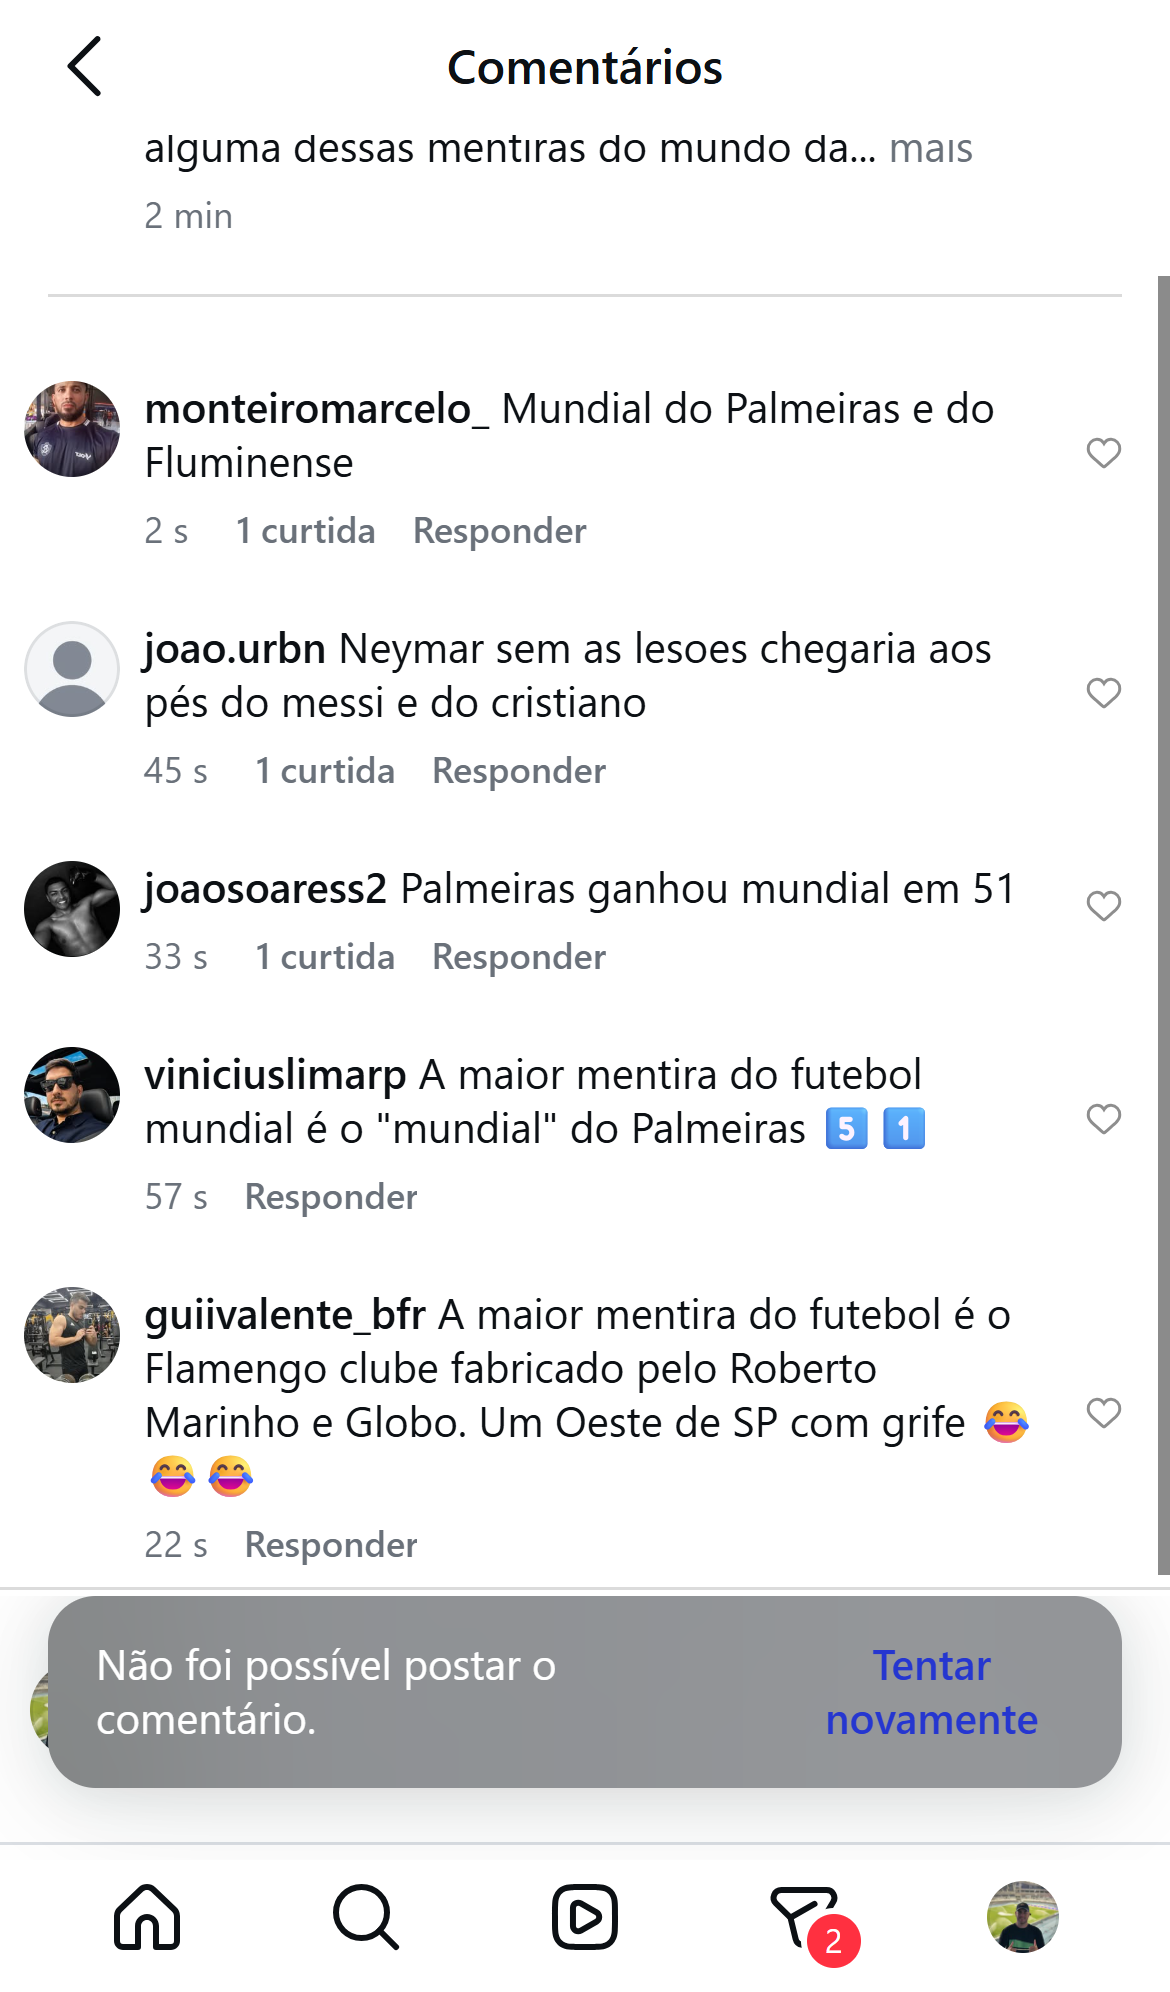 Comentários
alguma dessas mentiras do mundo da... mais
2 min
monteiromarcelo_ Mundial do Palmeiras e do
Fluminense
2 s 1 curtida Responder
joao.urbn Neymar sem as lesoes chegaria aos
pés do messi e do cristiano
45 s 1 curtida Responder
joaosoaress2 Palmeiras ganhou mundial em 51
33 s 1 curtida Responder
viniciuslimarp A maior mentira do futebol
mundial é o "mundial" do Palmeiras 5️⃣ 1️⃣
57 s Responder
guiivalente_bfr A maior mentira do futebol é o
Flamengo clube fabricado pelo Roberto
Marinho e Globo. Um Oeste de SP com grife 😂
😂😂
22 s Responder
Não foi possível postar o
comentário.
Tentar
novamente
2